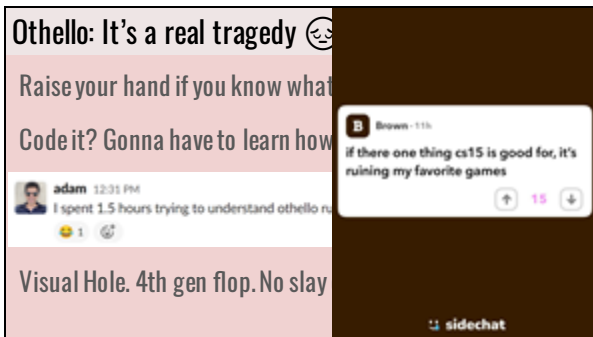 Othello: It's a real tragedy 😔
Raise your hand if you know what
Code it? Gonna have to learn how
adam 12:31 PM
I spent 1.5 hours trying to understand othello ru
😂 1
Visual Hole. 4th gen flop. No slay
B
Brown · 11h
if there one thing cs15 is good for, it's
ruining my favorite games
15
sidechat